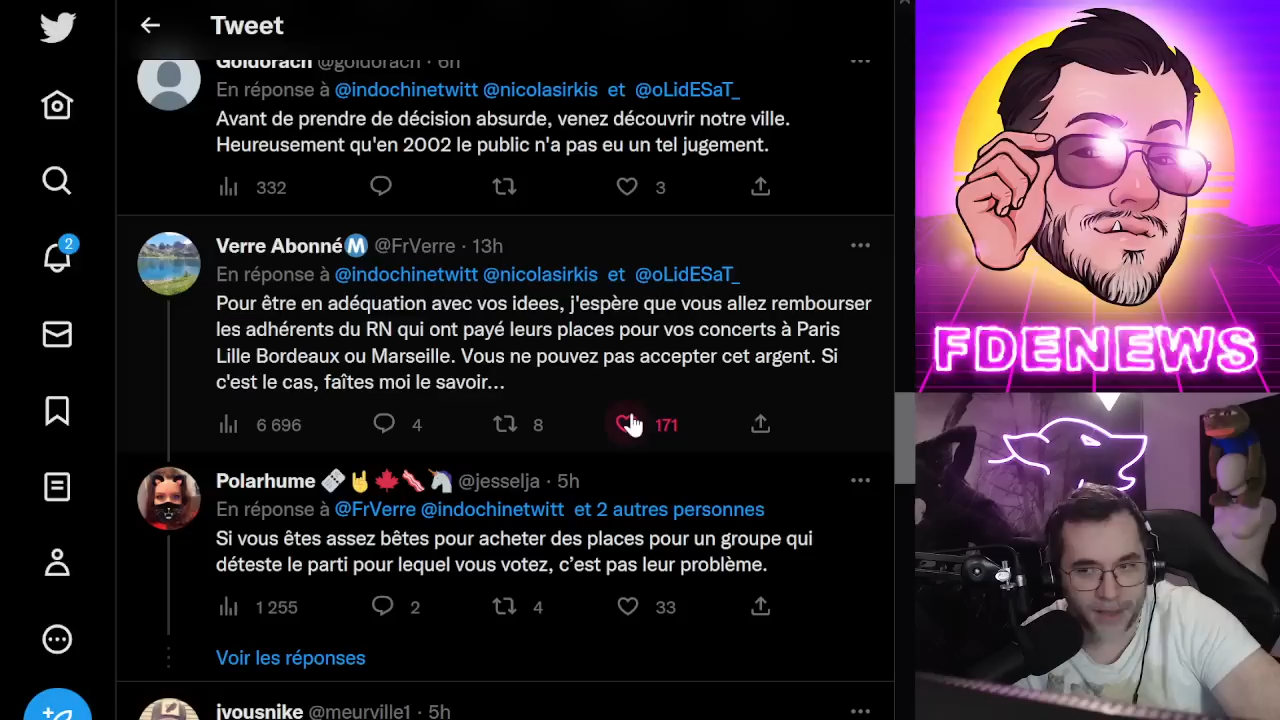 Tweet
Goldorach @goldorach · 6h
En réponse à @indochinetwitt @nicolasirkis et @oLidESaT_
Avant de prendre de décision absurde, venez découvrir notre ville.
Heureusement qu'en 2002 le public n'a pas eu un tel jugement.
332 3
2
Verre Abonné M @FrVerre · 13h
En réponse à @indochinetwitt @nicolasirkis et @oLidESaT_
Pour être en adéquation avec vos idees, j'espère que vous allez rembourser
les adhérents du RN qui ont payé leurs places pour vos concerts à Paris
Lille Bordeaux ou Marseille. Vous ne pouvez pas accepter cet argent. Si
c'est le cas, faîtes moi le savoir...
6 696 4 8 171
Polarhume @jesselja · 5h
En réponse à @FrVerre @indochinetwitt et 2 autres personnes
Si vous êtes assez bêtes pour acheter des places pour un groupe qui
déteste le parti pour lequel vous votez, c’est pas leur problème.
1 255 2 4 33
Voir les réponses
jvousnike @meurville1 · 5h
FDENEWS